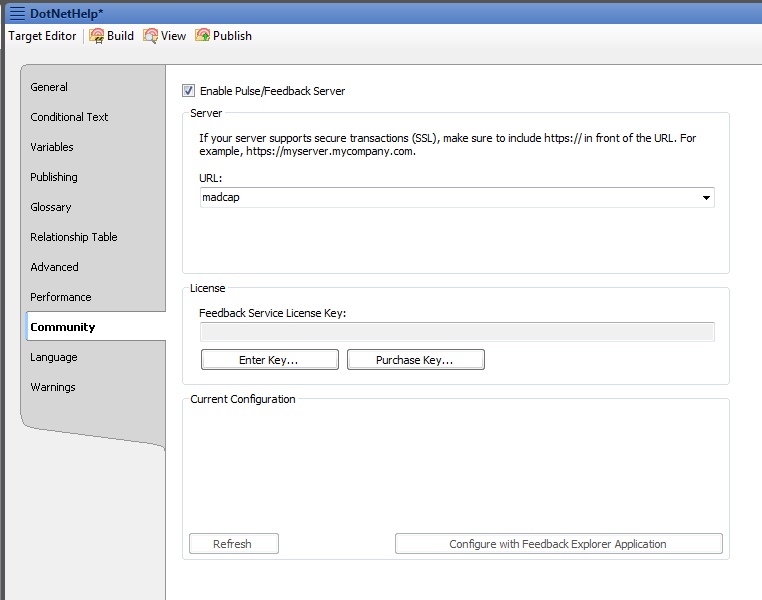 DotNetHelp*
Target Editor Build View Publish
General
Conditional Text
Variables
Publishing
Glossary
Relationship Table
Advanced
Performance
Community
Language
Warnings
Enable Pulse/Feedback Server
Server
If your server supports secure transactions (SSL), make sure to include https:// in front of the URL. For
example, https://myserver.mycompany.com.
URL:
madcap
License
Feedback Service License Key:
Enter Key... Purchase Key...
Current Configuration
Refresh Configure with Feedback Explorer Application